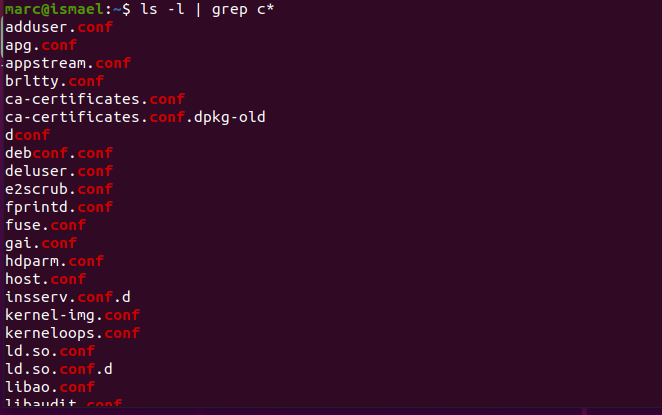 marc@ismael:~$ ls -l | grep c*
adduser.conf
apg.conf
appstream.conf
brltty.conf
ca-certificates.conf
ca-certificates.conf.dpkg-old
dconf
debconf.conf
deluser.conf
e2scrub.conf
fprintd.conf
fuse.conf
gai.conf
hdparm.conf
host.conf
insserv.conf.d
kernel-img.conf
kerneloops.conf
ld.so.conf
ld.so.conf.d
libao.conf
libaudit.conf